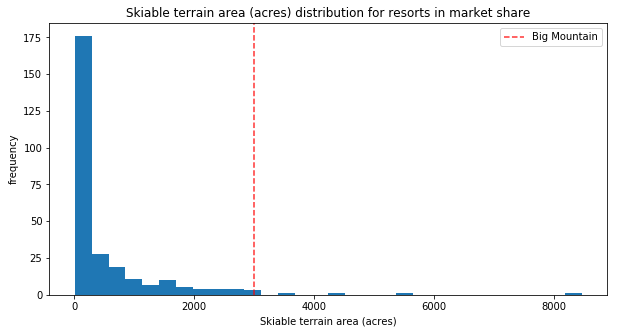 Skiable terrain area (acres) distribution for resorts in market share
Big Mountain
175
150
125
100
75
50
25
0
frequency
0 2000 4000 6000 8000
Skiable terrain area (acres)